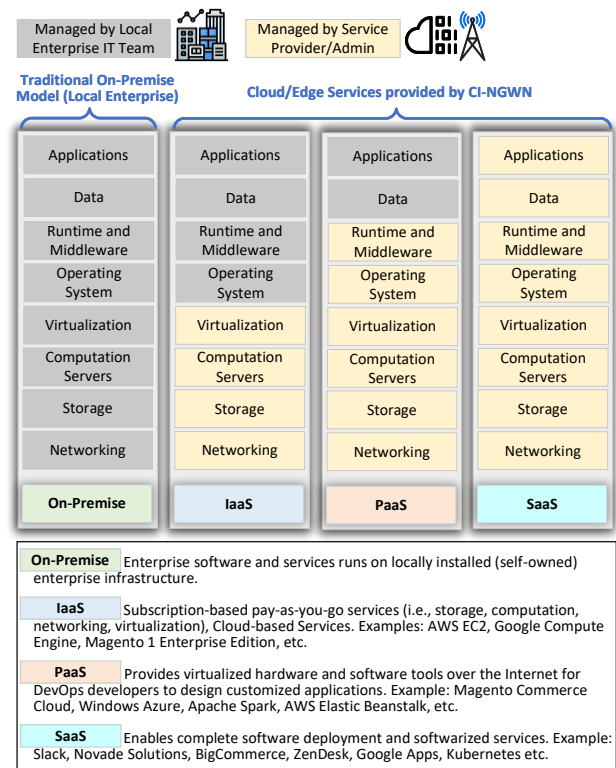 Managed by Local
Enterprise IT Team
Managed by Service
Provider/Admin
Traditional On-Premise
Model (Local Enterprise)
Cloud/Edge Services provided by CI-NGWN
Applications
Data
Runtime and
Middleware
Operating
System
Virtualization
Computation
Servers
Storage
Networking
On-Premise
Applications
Data
Runtime and
Middleware
Operating
System
Virtualization
Computation
Servers
Storage
Networking
IaaS
Applications
Data
Runtime and
Middleware
Operating
System
Virtualization
Computation
Servers
Storage
Networking
PaaS
Applications
Data
Runtime and
Middleware
Operating
System
Virtualization
Computation
Servers
Storage
Networking
SaaS
On-Premise Enterprise software and services runs on locally installed (self-owned)
enterprise infrastructure.
IaaS Subscription-based pay-as-you-go services (i.e., storage, computation,
networking, virtualization), Cloud-based Services. Examples: AWS EC2, Google Compute
Engine, Magento 1 Enterprise Edition, etc.
PaaS Provides virtualized hardware and software tools over the Internet for
DevOps developers to design customized applications. Example: Magento Commerce
Cloud, Windows Azure, Apache Spark, AWS Elastic Beanstalk, etc.
SaaS Enables complete software deployment and softwarized services. Example:
Slack, Novade Solutions, BigCommerce, ZenDesk, Google Apps, Kubernetes etc.